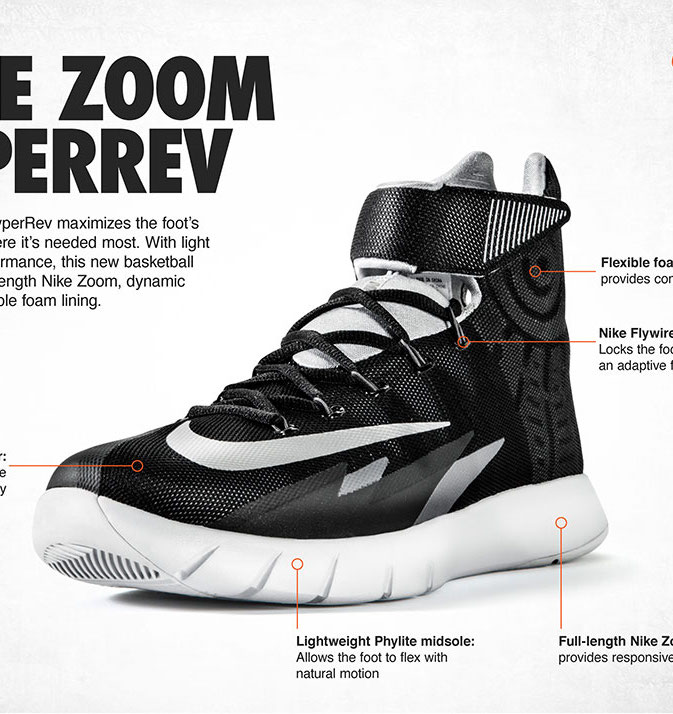 E ZOOM
PERREV
yperRev maximizes the foot's
ere it's needed most. With light
rmance, this new basketball
length Nike Zoom, dynamic
ble foam lining.
Flexible foa
provides con
Nike Flywire
Locks the foo
an adaptive f
r:
e
y
Lightweight Phylite midsole:
Allows the foot to flex with
natural motion
Full-length Nike Zo
provides responsive